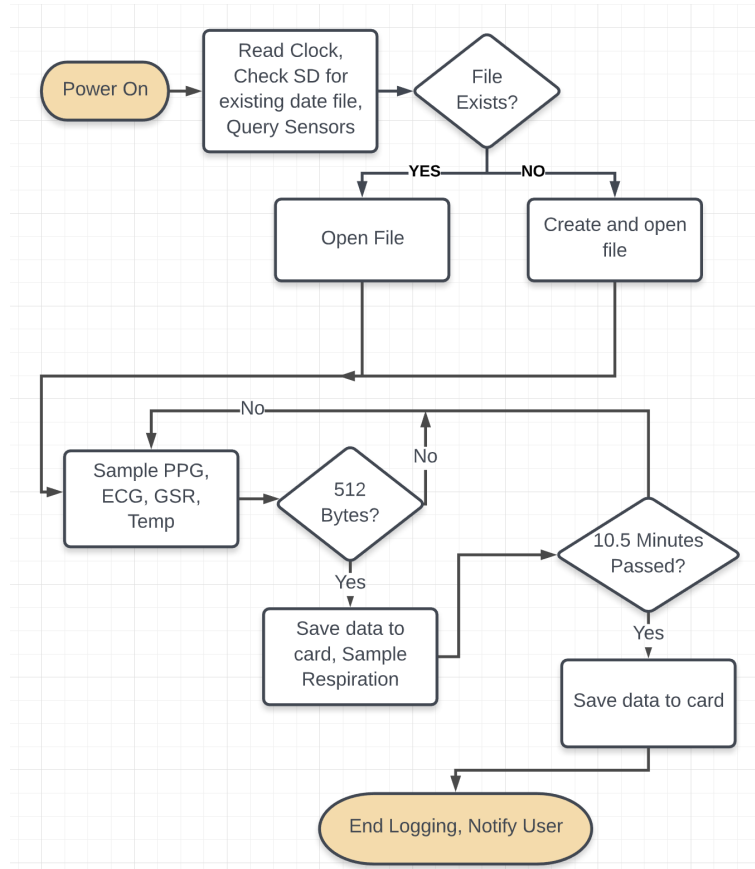 Power On
Read Clock,
Check SD for
existing date file,
Query Sensors
File
Exists?
YES
NO
Open File
Create and open
file
No
Sample PPG,
ECG, GSR,
Temp
512
Bytes?
No
10.5 Minutes
Passed?
Yes
Save data to
card, Sample
Respiration
Yes
Save data to card
End Logging, Notify User